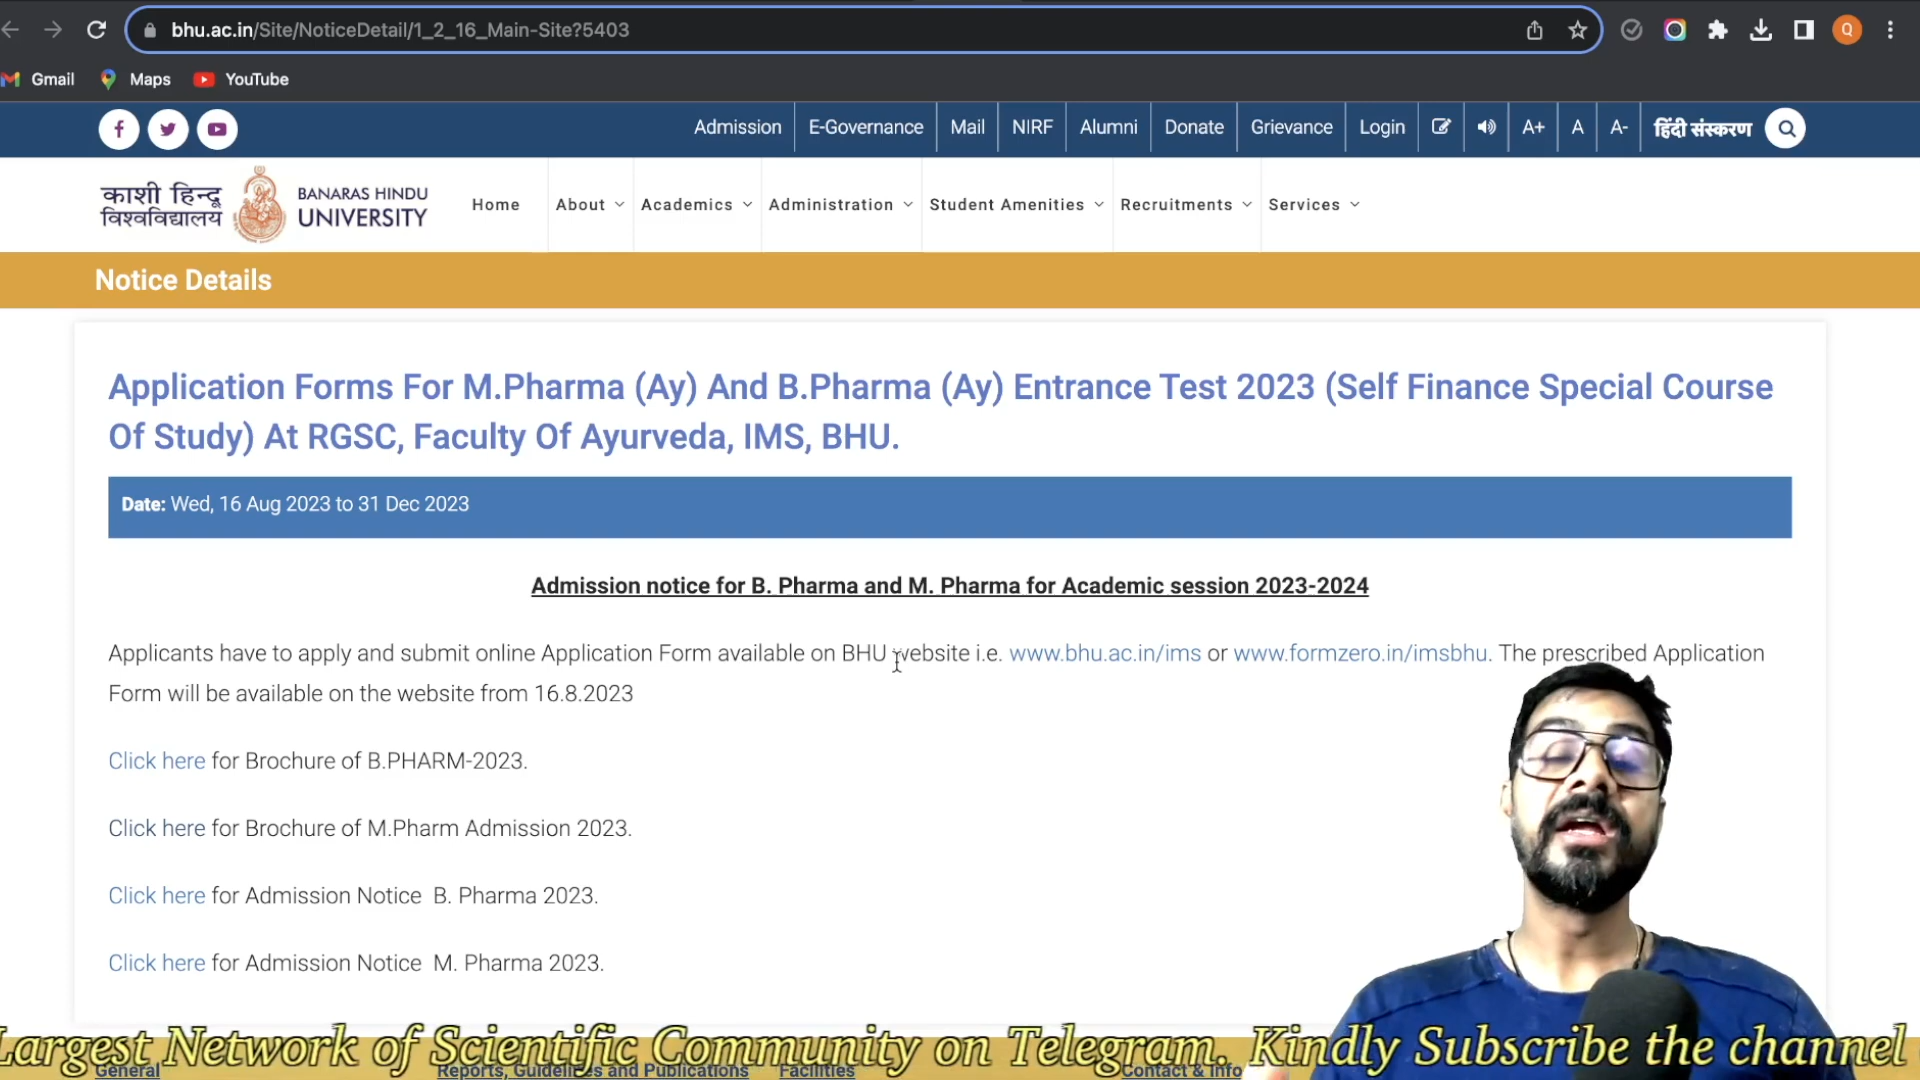 bhu.ac.in/Site/NoticeDetail/1_2_16_Main-Site?5403
Q
Gmail Maps YouTube
Admission E-Governance Mail NIRF Alumni Donate Grievance Login A+ A A- हिंदी संस्करण
काशी हिन्दू
विश्वविद्यालय
BANARAS HINDU
UNIVERSITY
Home About Academics Administration Student Amenities Recruitments Services
Notice Details
Application Forms For M.Pharma (Ay) And B.Pharma (Ay) Entrance Test 2023 (Self Finance Special Course
Of Study) At RGSC, Faculty Of Ayurveda, IMS, BHU.
Date: Wed, 16 Aug 2023 to 31 Dec 2023
Admission notice for B. Pharma and M. Pharma for Academic session 2023-2024
Applicants have to apply and submit online Application Form available on BHU website i.e. www.bhu.ac.in/ims or www.formzero.in/imsbhu. The prescribed Application
Form will be available on the website from 16.8.2023
Click here for Brochure of B.PHARM-2023.
Click here for Brochure of M.Pharm Admission 2023.
Click here for Admission Notice B. Pharma 2023.
Click here for Admission Notice M. Pharma 2023.
Largest Network of Scientific Community on Telegram. Kindly Subscribe the channel
General Reports, Guidelines and Publications Facilities Contact & Info